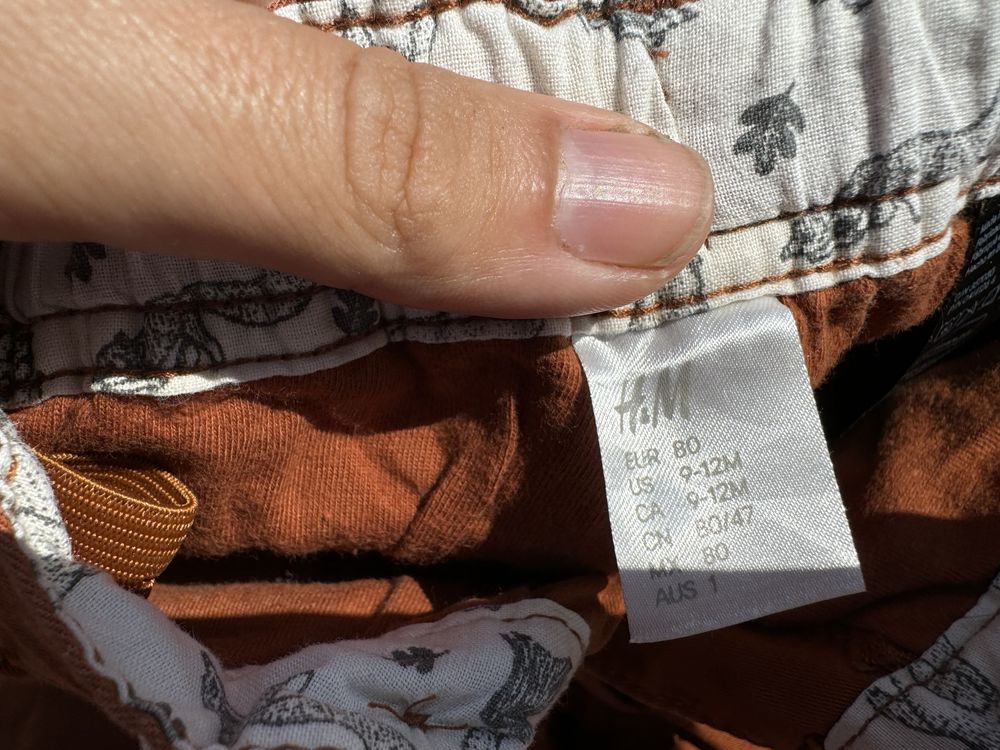 H&M
EUR 80
US 9-12M
CA 9-12M
CN 80/47
MX 80
AUS 1